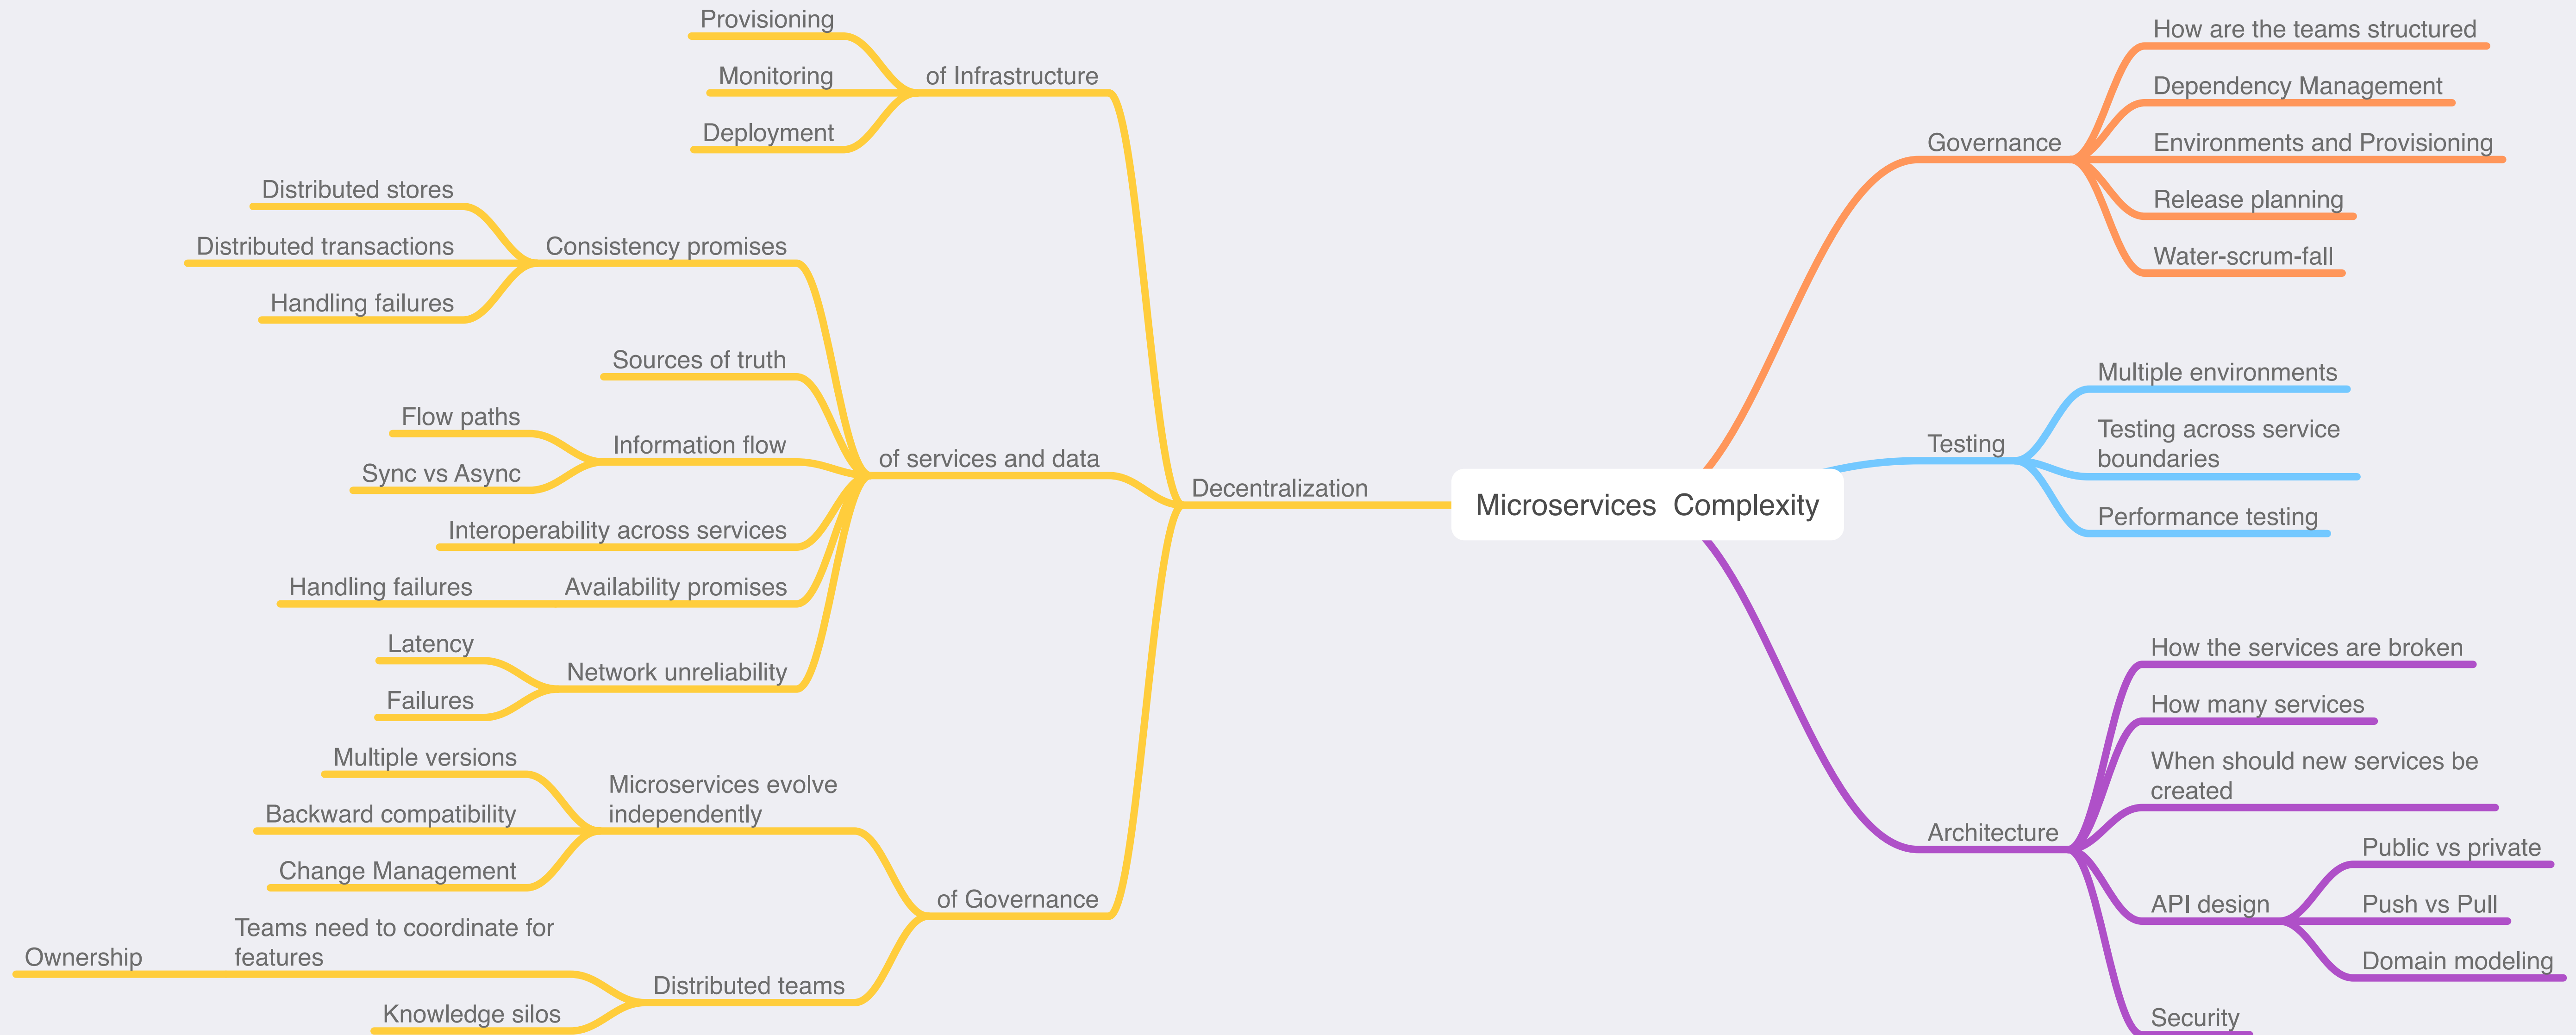 Microservices  Complexity
Decentralization
of Infrastructure
Provisioning
Monitoring
Deployment
of services and data
Consistency promises
Distributed stores
Distributed transactions
Handling failures
Sources of truth
Information flow
Flow paths
Sync vs Async
Interoperability across services
Availability promises
Handling failures
Network unreliability
Latency
Failures
of Governance
Microservices evolve
independently
Multiple versions
Backward compatibility
Change Management
Distributed teams
Teams need to coordinate for
features
Ownership
Knowledge silos
Governance
How are the teams structured
Dependency Management
Environments and Provisioning
Release planning
Water-scrum-fall
Testing
Multiple environments
Testing across service
boundaries
Performance testing
Architecture
How the services are broken
How many services
When should new services be
created
API design
Public vs private
Push vs Pull
Domain modeling
Security